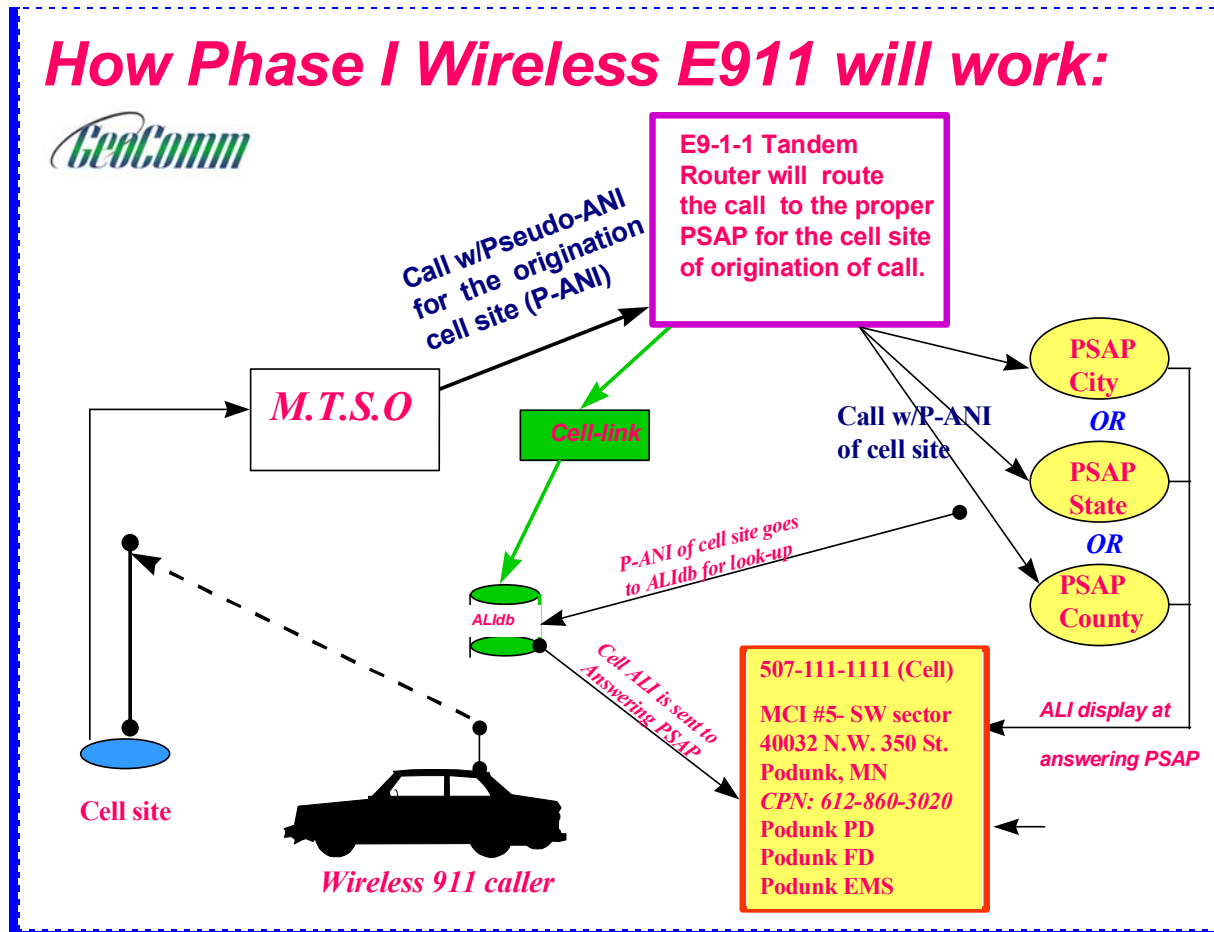 How Phase I Wireless E911 will work:
GeoComm
E9-1-1 Tandem
Router will route
the call to the proper
PSAP for the cell site
of origination of call.
Call w/Pseudo-ANI
for the origination
cell site (P-ANI)
M.T.S.O
Cell-link
Call w/P-ANI
of cell site
PSAP
City
OR
PSAP
State
OR
PSAP
County
P-ANI of cell site goes
to ALIdb for look-up
ALIdb
Cell ALI is sent to
Answering PSAP
507-111-1111 (Cell)
MCI #5- SW sector
40032 N.W. 350 St.
Podunk, MN
CPN: 612-860-3020
Podunk PD
Podunk FD
Podunk EMS
ALI display at
answering PSAP
Cell site
Wireless 911 caller